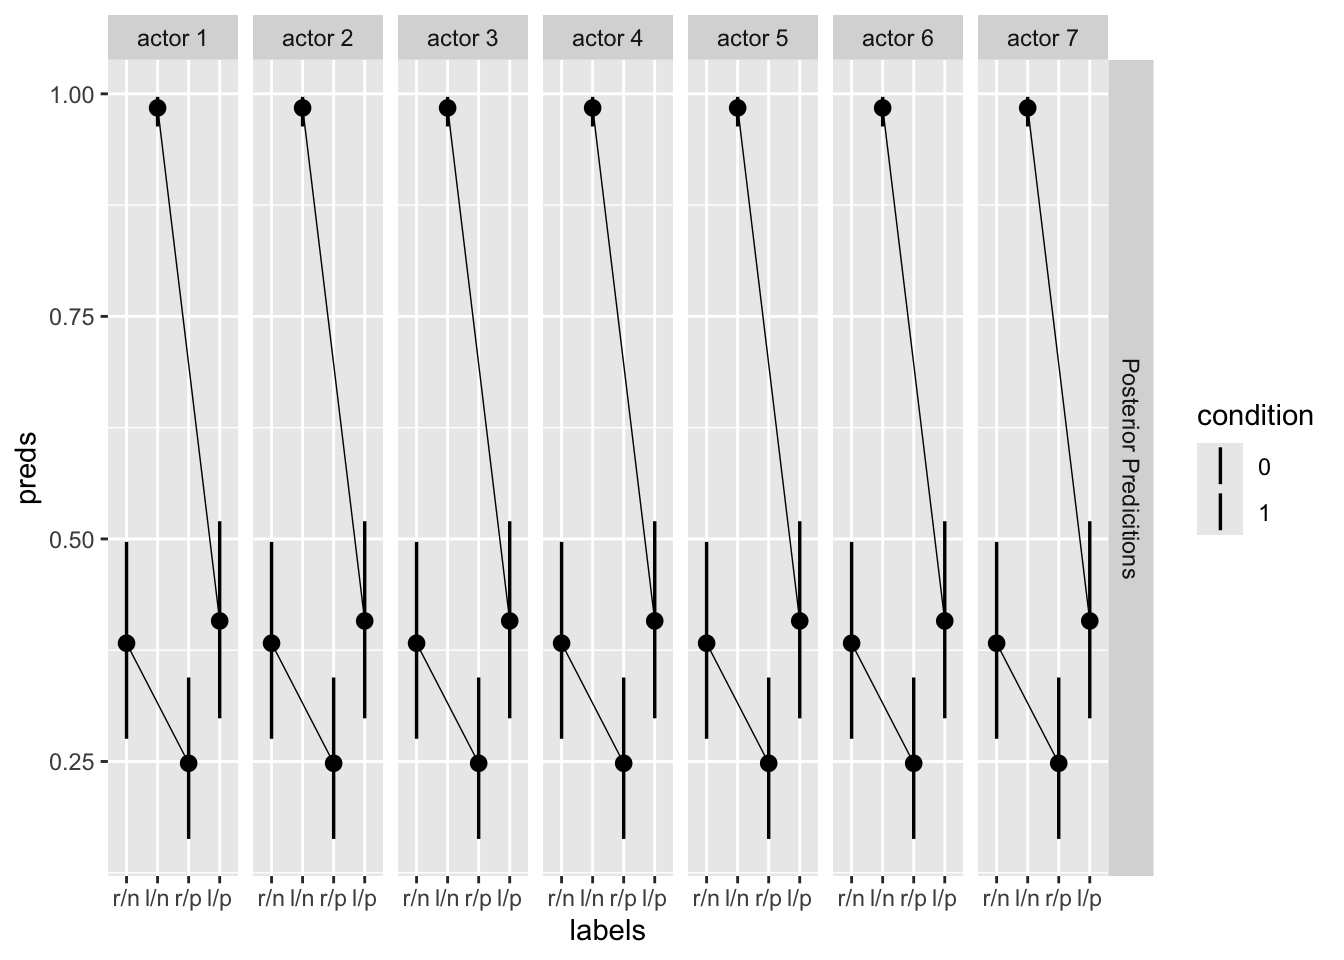 actor 1 actor 2 actor 3 actor 4 actor 5 actor 6 actor 7
1.00
0.75
0.50
0.25
preds
Posterior Predicitions
condition
0
1
r/n l/n r/p l/p r/n l/n r/p l/p r/n l/n r/p l/p r/n l/n r/p l/p r/n l/n r/p l/p r/n l/n r/p l/p r/n l/n r/p l/p
labels